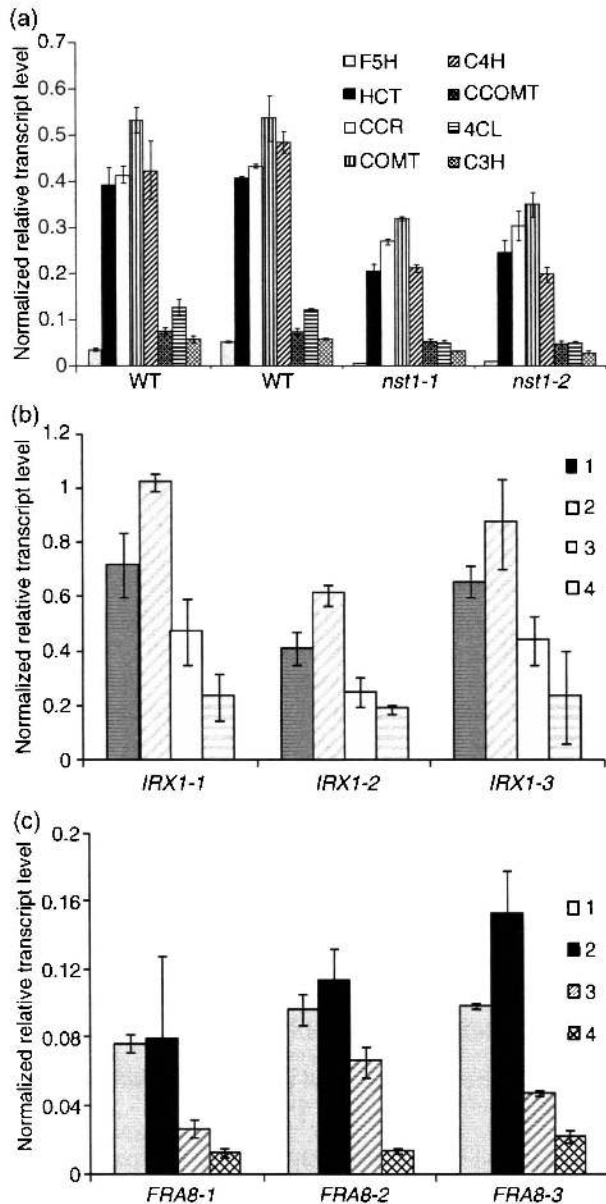 (a)
Normalized relative transcript level
0.7
0.6
0.5
0.4
0.3
0.2
0.1
0
F5H
HCT
CCR
COMT
C4H
CCOMT
4CL
C3H
WT
WT
nst1-1
nst1-2
(b)
Normalized relative transcript level
1.2
1
0.8
0.6
0.4
0.2
0
1
2
3
4
IRX1-1
IRX1-2
IRX1-3
(c)
Normalized relative transcript level
0.2
0.16
0.12
0.08
0.04
0
1
2
3
4
FRA8-1
FRA8-2
FRA8-3